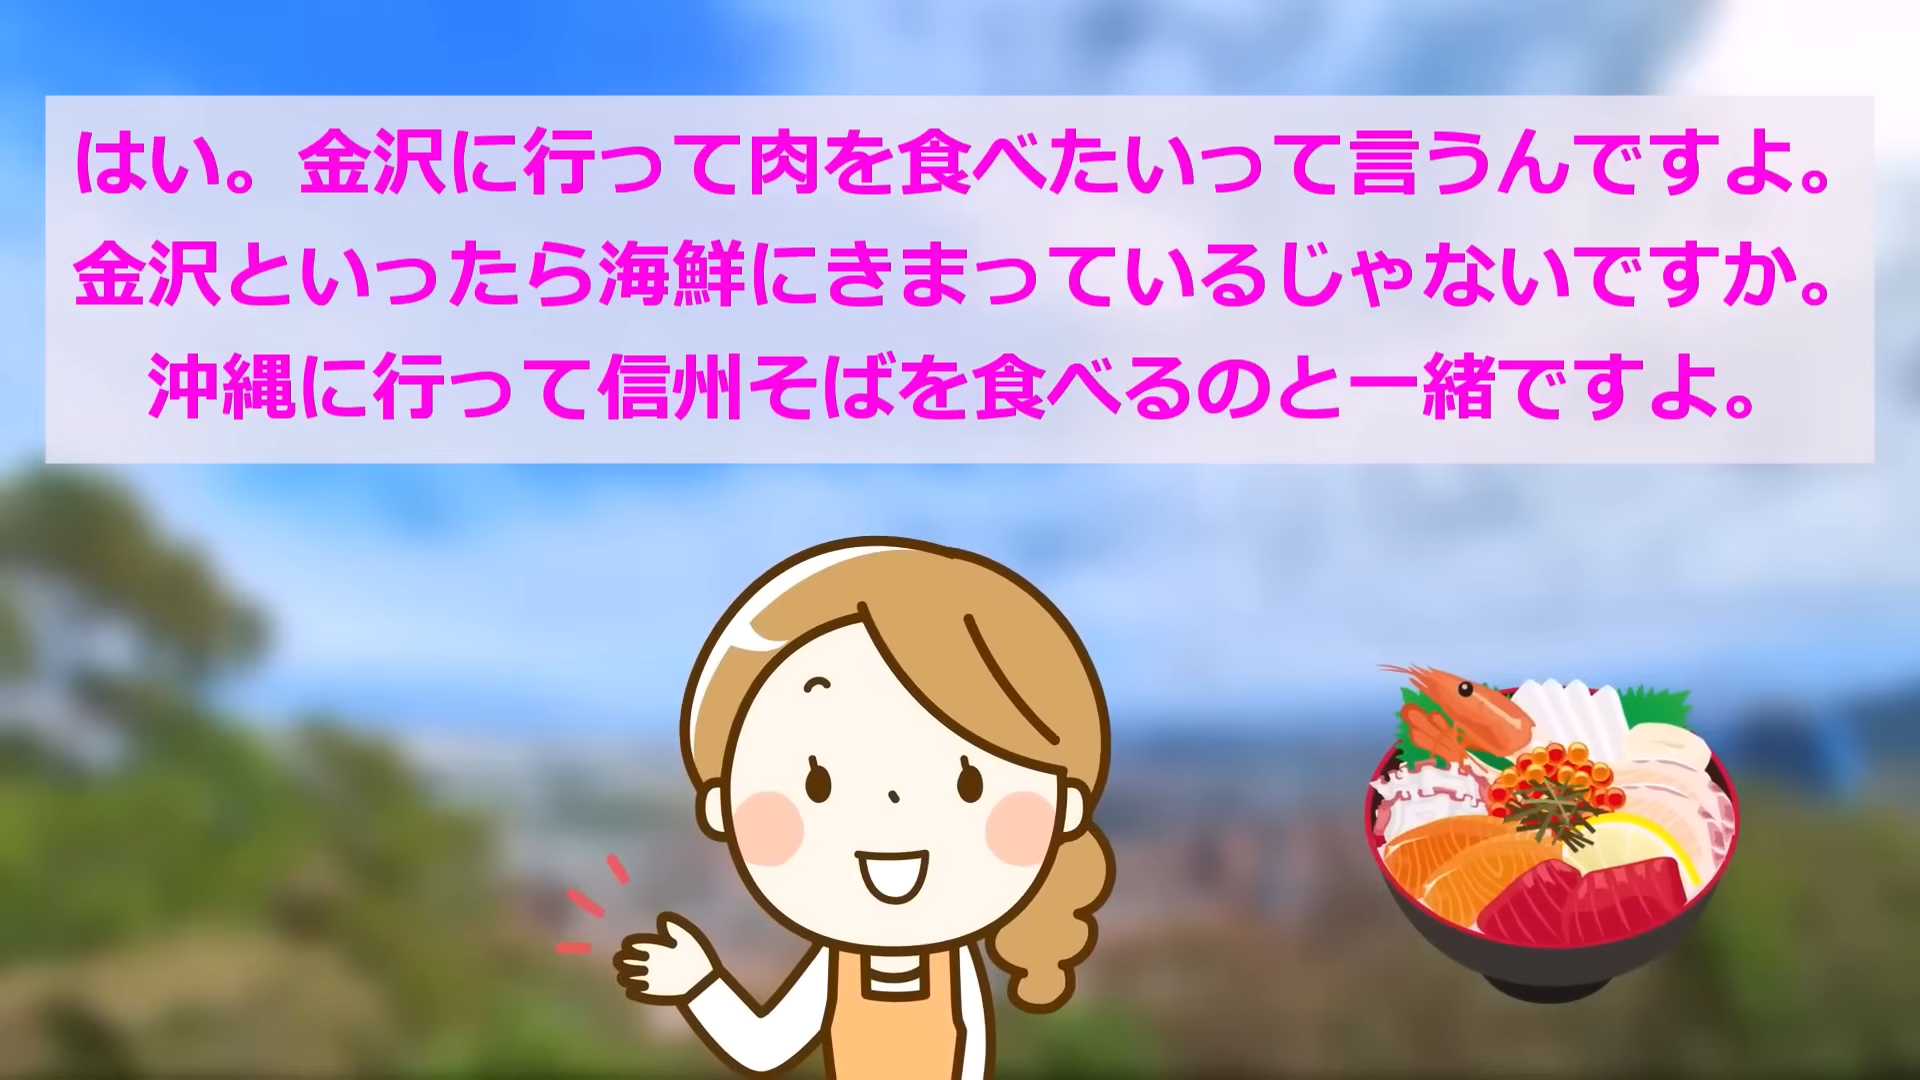 はい。金沢に行って肉を食べたいって言うんですよ。
金沢といったら海鮮にきまっているじゃないですか。
沖縄に行って信州そばを食べるのと一緒ですよ。